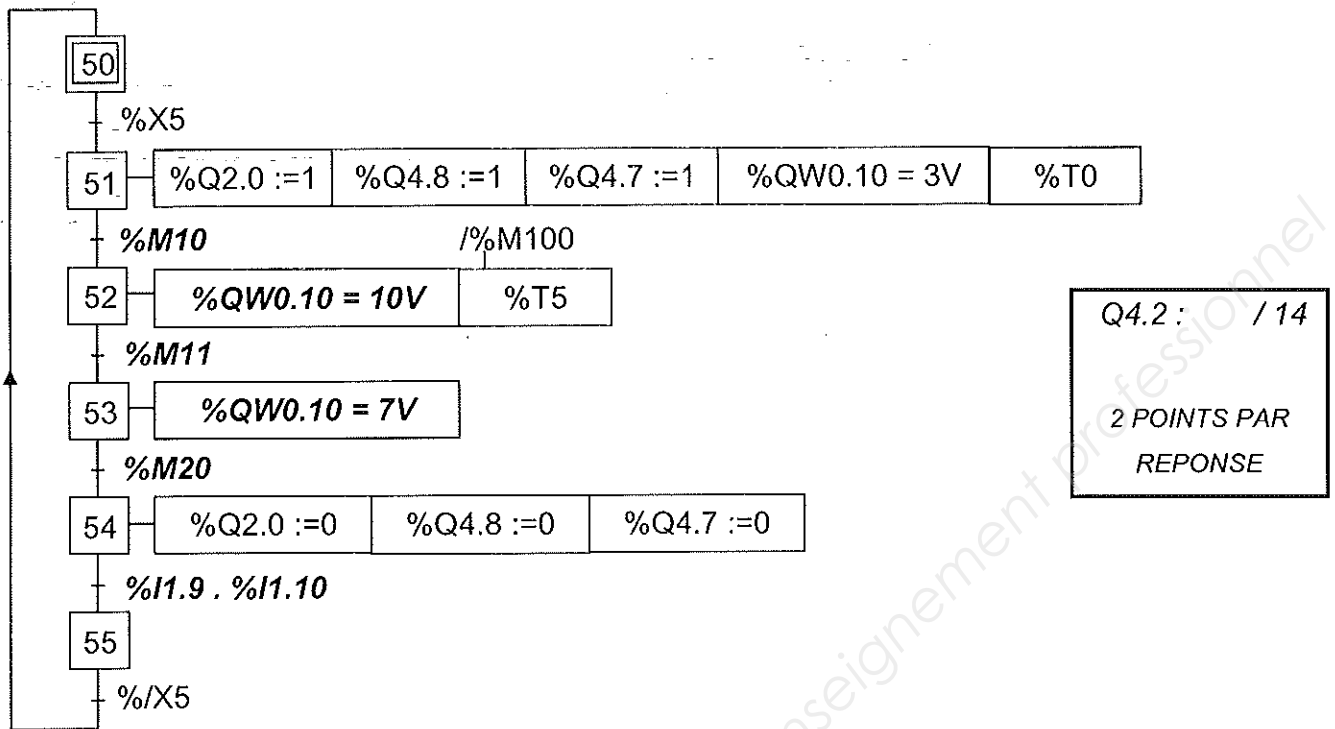 50
%X5
51 %Q2.0 :=1 %Q4.8 :=1 %Q4.7 :=1 %QW0.10 = 3V %T0
%M10 /%M100
52 %QW0.10 = 10V %T5
%M11
53 %QW0.10 = 7V
%M20
54 %Q2.0 :=0 %Q4.8 :=0 %Q4.7 :=0
%I1.9 . %I1.10
55
%/X5
Q4.2 : / 14
2 POINTS PAR
REPONSE
nseignement professionnel